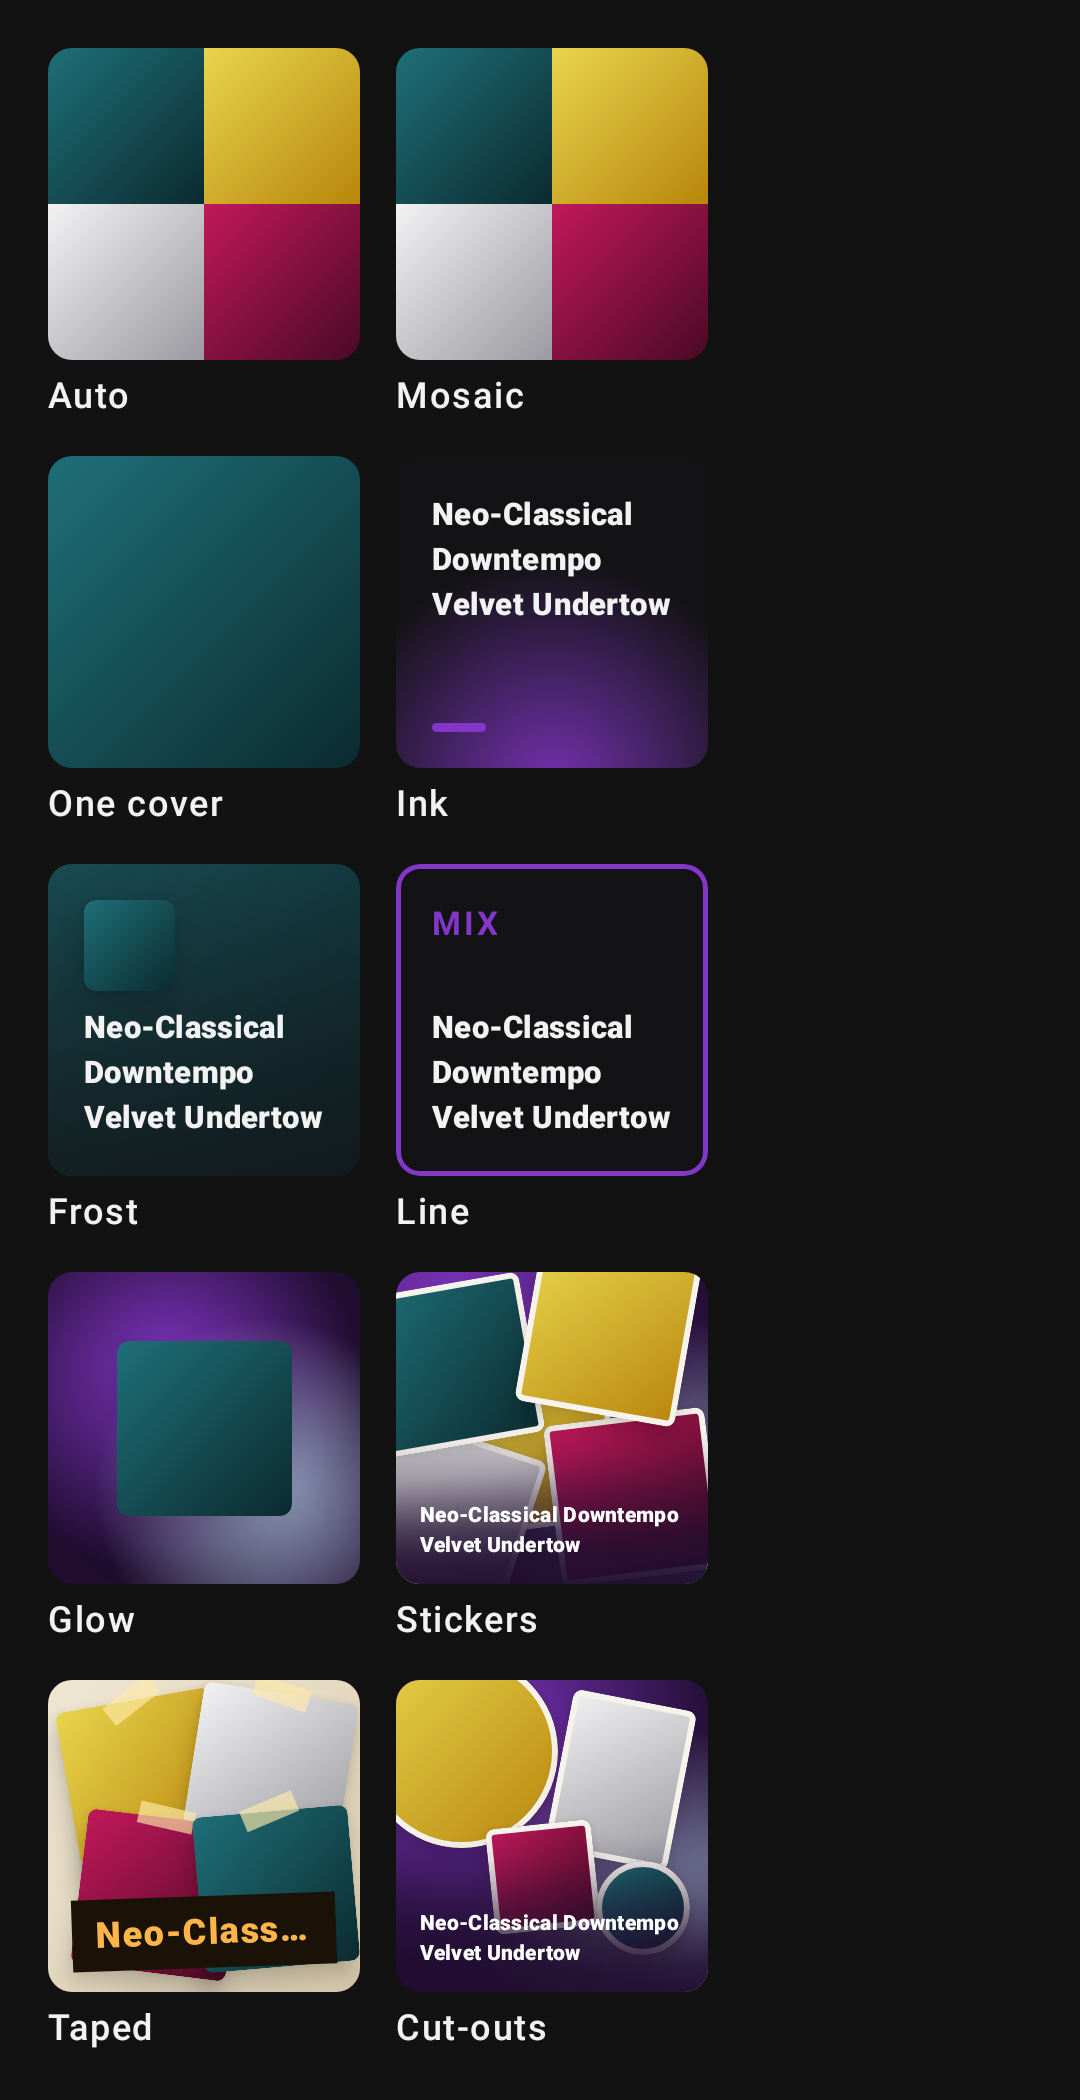 Auto
Mosaic
Neo-Classical
Downtempo
Velvet Undertow
One cover
Ink
Neo-Classical
Downtempo
Velvet Undertow
Frost
MIX
Neo-Classical
Downtempo
Velvet Undertow
Line
Glow
Neo-Classical Downtempo
Velvet Undertow
Stickers
Neo-Class...
Taped
Neo-Classical Downtempo
Velvet Undertow
Cut-outs